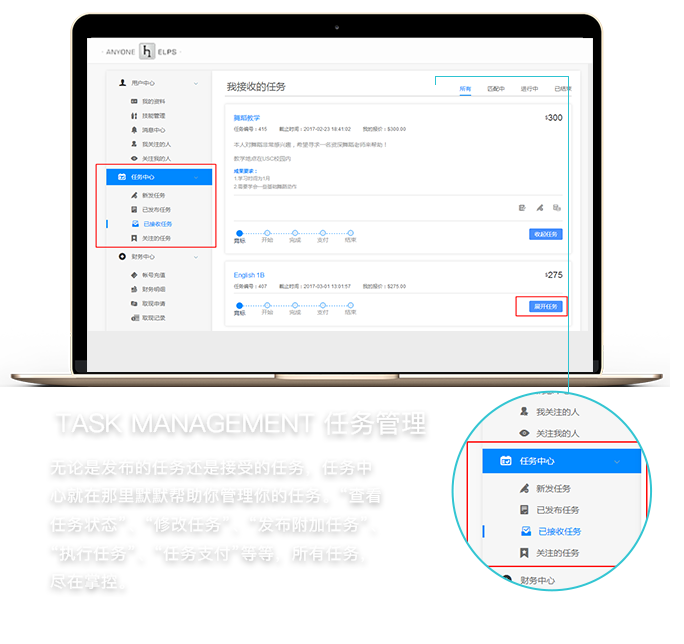 ANYONE h ELPS
用户中心
我的资料
技能管理
消息中心
我关注的人
关注我的人
任务中心
新发任务
已发布任务
已接收任务
关注的任务
财务中心
帐号充值
财务明细
取现申请
取现记录
我接收的任务
所有 匹配中 进行中 已结束
舞蹈教学 $300
任务编号：415 截止时间：2017-02-23 18:41:02 我的报价：$300.00
本人对舞蹈非常感兴趣，希望寻求一名资深舞蹈老师来帮助！
教学地点在USC校园内
成果要求：
1.学习时间为1月
2.需要学会一些基础舞蹈动作
竞标 开始 完成 支付 结束
收起任务
English 1B $275
任务编号：407 截止时间：2017-03-01 13:01:57 我的报价：$275.00
竞标 开始 完成 支付 结束
展开任务
TASK MANAGEMENT 任务管理
无论是发布的任务还是接受的任务，任务中
心就在那里默默帮助你管理你的任务。“查看
任务状态”、“修改任务”、“发布附加任务”、
“执行任务”、“任务支付”等等，所有任务，
尽在掌控。
我关注的人
关注我的人
任务中心
新发任务
已发布任务
已接收任务
关注的任务
财务中心